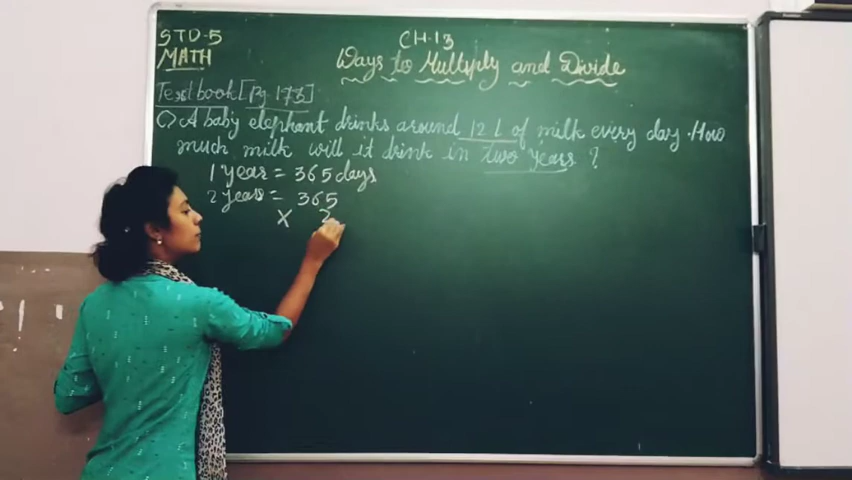 STD-5
CH-13
MATH
Ways to Multiply and Divide
Textbook [Pg 173]
Q A baby elephant drinks around 12 L of milk every day. How
much milk will it drink in two years ?
1 year = 365 days
2 years = 365
X 2